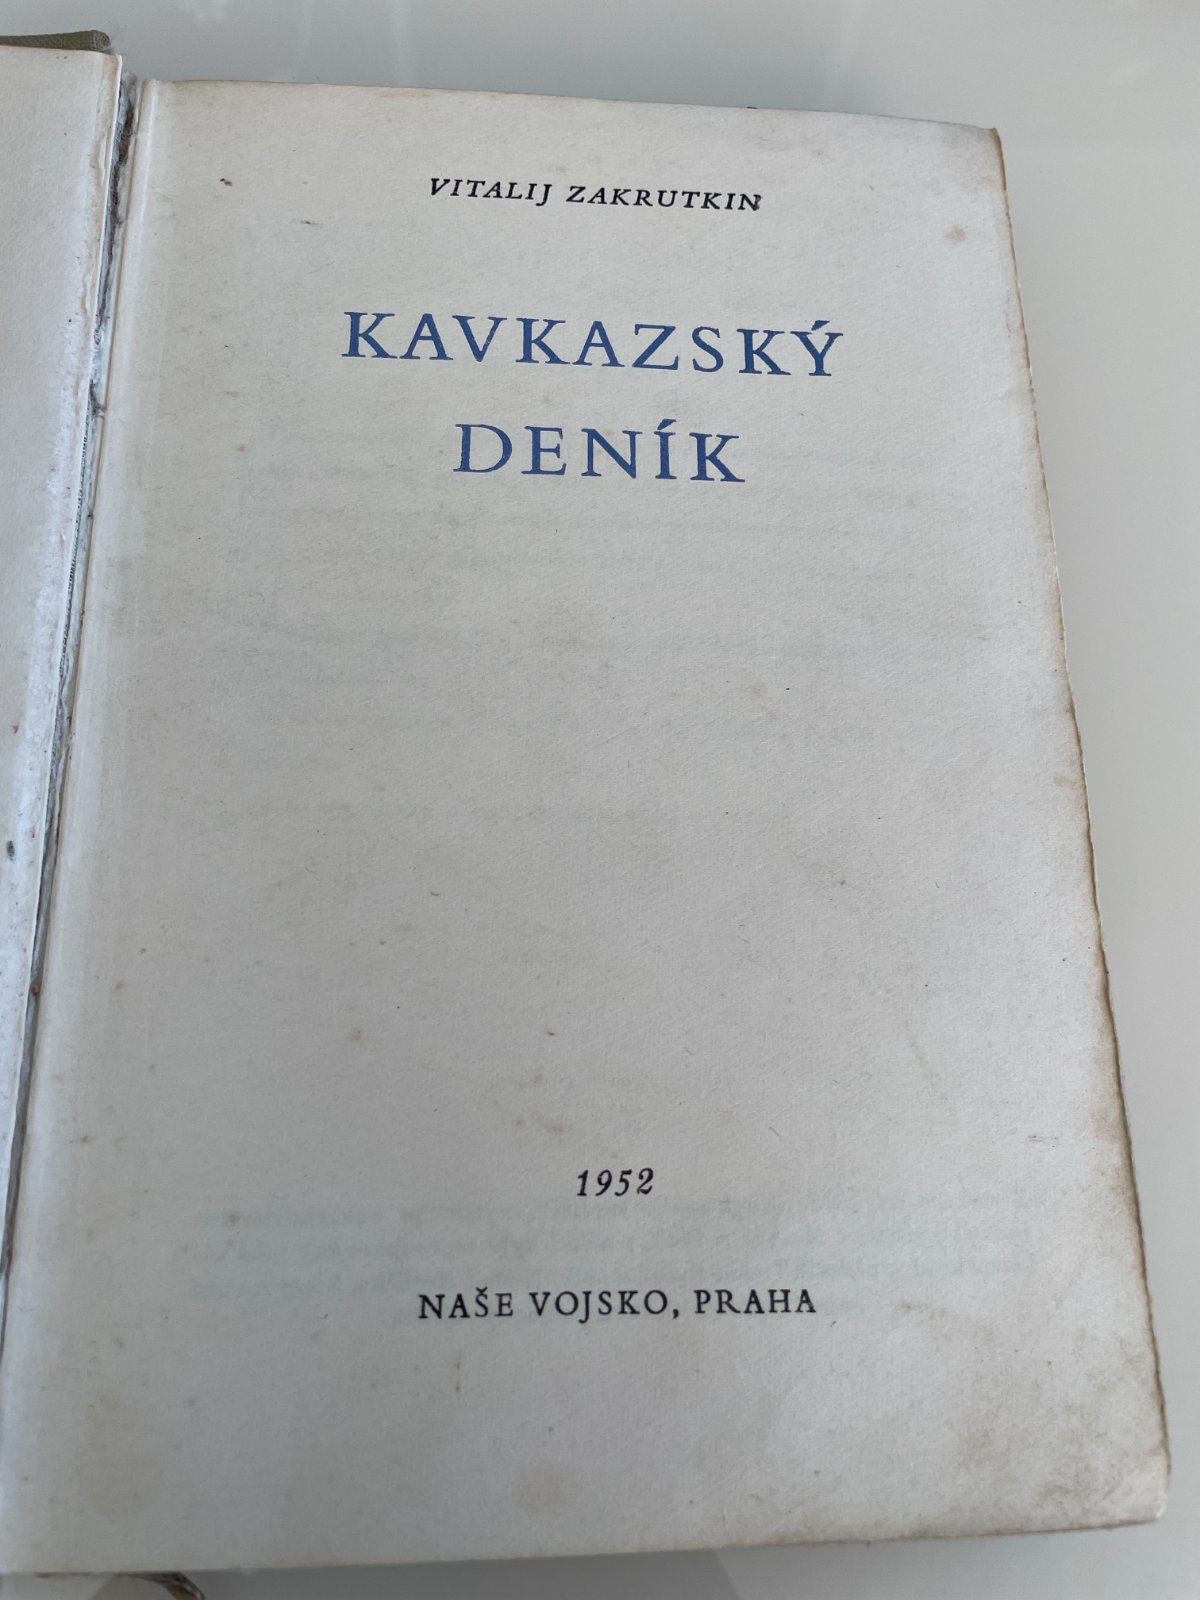 VITALIJ ZAKRUTKIN
KAVKAZSKÝ
DENÍK
1952
NAŠE VOJSKO, PRAHA